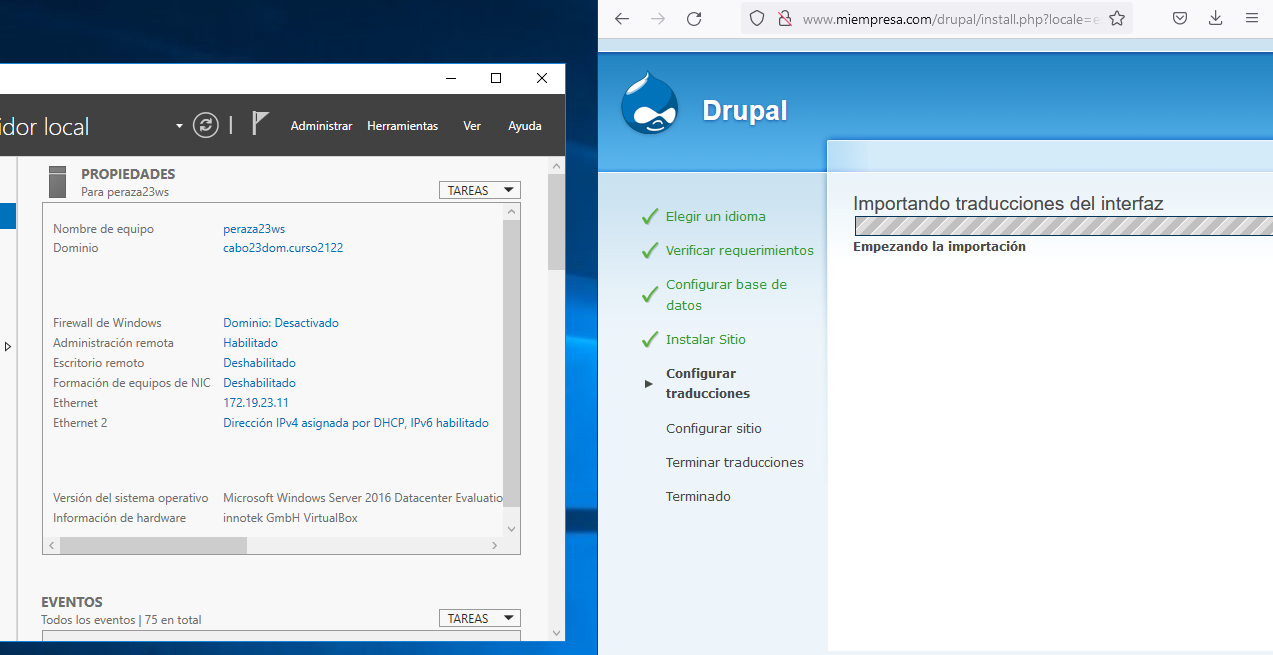 idor local
Administrar Herramientas Ver Ayuda
PROPIEDADES
Para peraza23ws
TAREAS
Nombre de equipo peraza23ws
Dominio cabo23dom.curso2122
Firewall de Windows Dominio: Desactivado
Administración remota Habilitado
Escritorio remoto Deshabilitado
Formación de equipos de NIC Deshabilitado
Ethernet 172.19.23.11
Ethernet 2 Dirección IPv4 asignada por DHCP, IPv6 habilitado
Versión del sistema operativo Microsoft Windows Server 2016 Datacenter Evaluatio
Información de hardware innotek GmbH VirtualBox
EVENTOS
Todos los eventos | 75 en total
TAREAS
www.miempresa.com/drupal/install.php?locale=e
Drupal
Elegir un idioma
Verificar requerimientos
Configurar base de
datos
Instalar Sitio
Configurar
traducciones
Configurar sitio
Terminar traducciones
Terminado
Importando traducciones del interfaz
Empezando la importación